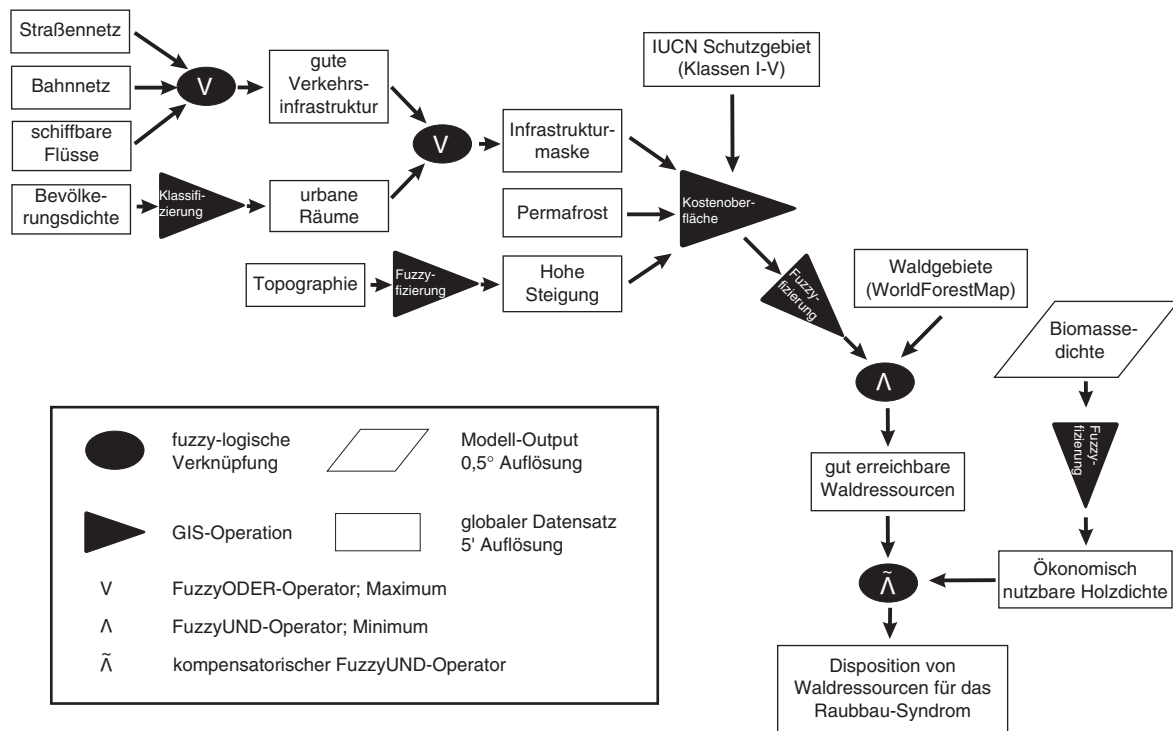 Straßennetz
Bahnnetz
schiffbare
Flüsse
Bevölke-
rungsdichte
V
Klassifi-
zierung
gute
Verkehrs-
infrastruktur
urbane
Räume
V
Infrastruktur-
maske
Permafrost
Topographie
Fuzzy-
fizierung
Hohe
Steigung
IUCN Schutzgebiet
(Klassen I-V)
Kostenober-
fläche
Fuzzy-
fizierung
Waldgebiete
(WorldForestMap)
Λ
Biomasse-
dichte
Fuzzy-
fizierung
gut erreichbare
Waldressourcen
Ökonomisch
nutzbare Holzdichte
Λ̃
Disposition von
Waldressourcen für das
Raubbau-Syndrom
fuzzy-logische
Verknüpfung
Modell-Output
0,5° Auflösung
GIS-Operation
globaler Datensatz
5' Auflösung
V FuzzyODER-Operator; Maximum
Λ FuzzyUND-Operator; Minimum
Λ̃ kompensatorischer FuzzyUND-Operator